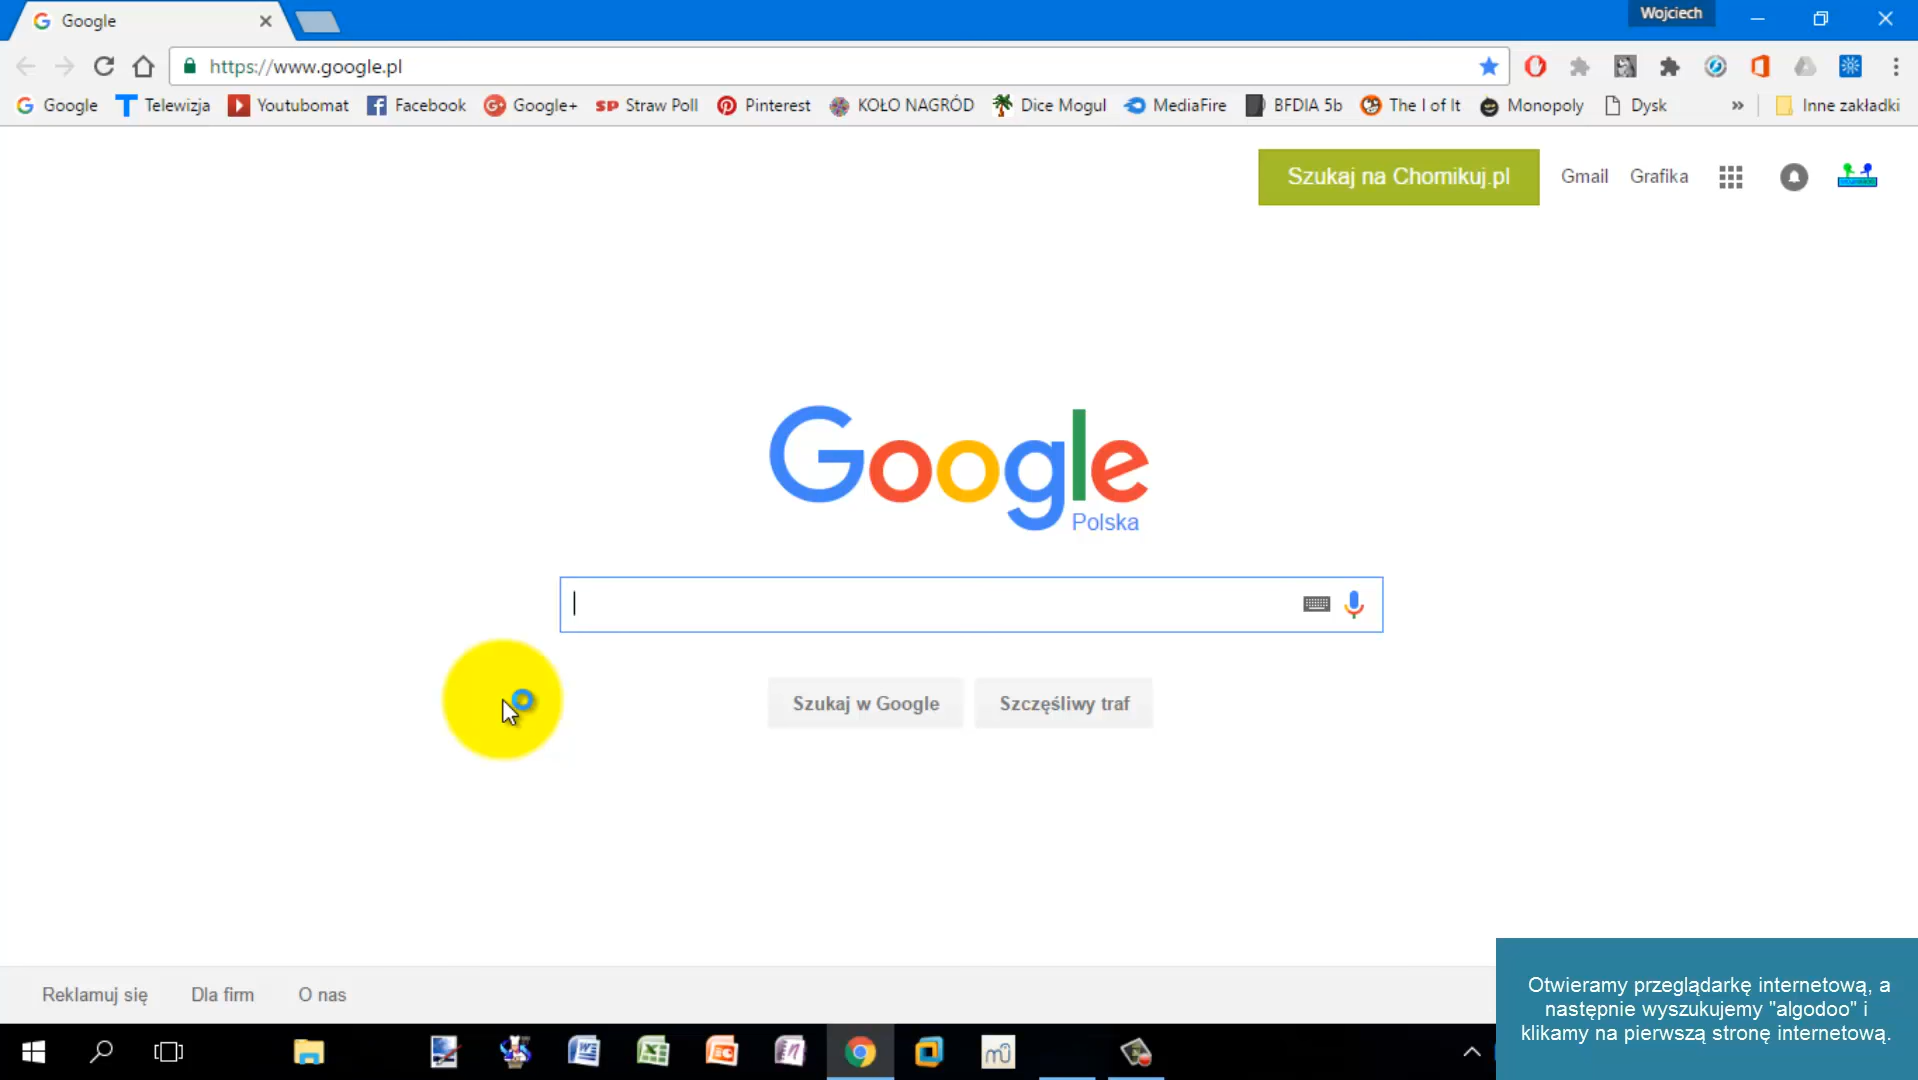 Google
Wojciech
https://www.google.pl
Google Telewizja Youtubomat Facebook Google+ Straw Poll Pinterest KOŁO NAGRÓD Dice Mogul MediaFire BFDIA 5b The I of It Monopoly Dysk » Inne zakładki
Szukaj na Chomikuj.pl Gmail Grafika
Google
Polska
Szukaj w Google Szczęśliwy traf
Reklamuj się Dla firm O nas
Otwieramy przeglądarkę internetową, a
następnie wyszukujemy "algodoo" i
klikamy na pierwszą stronę internetową.